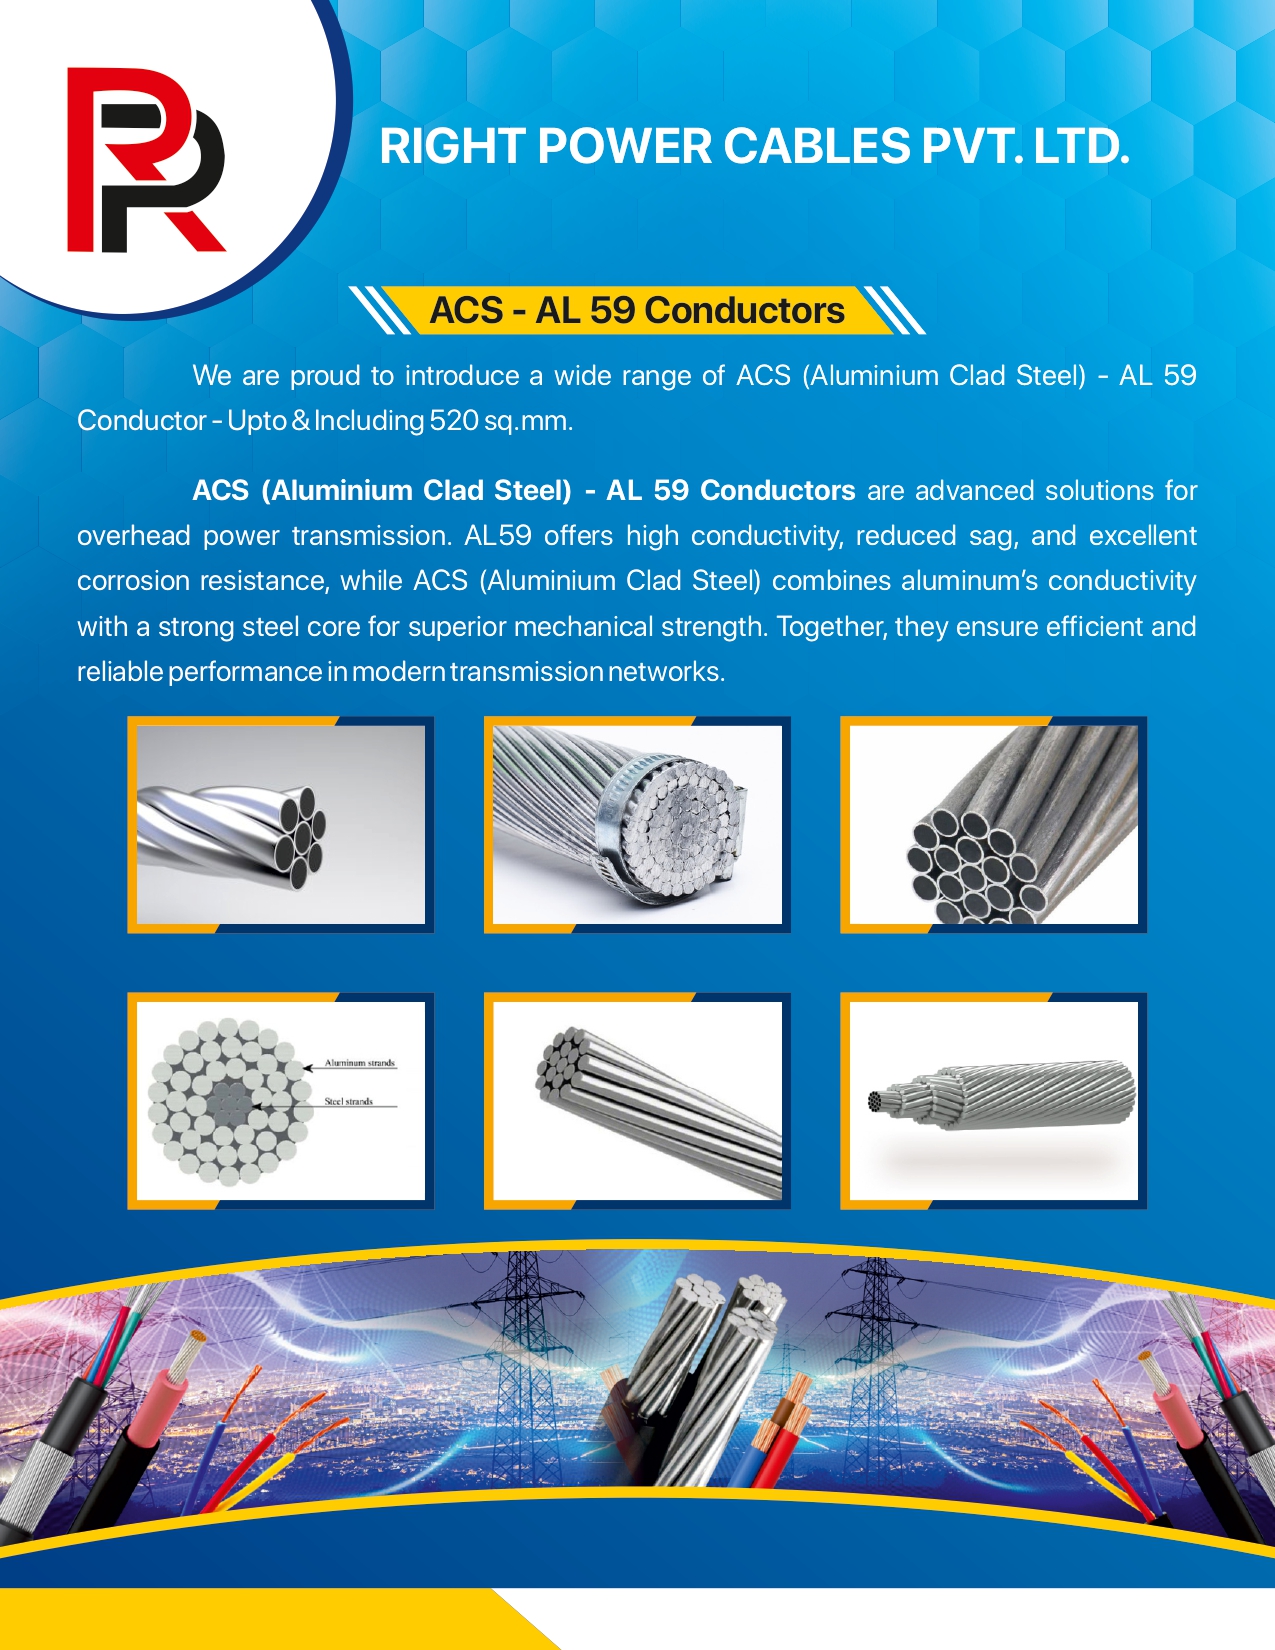 RP
RIGHT POWER CABLES PVT. LTD.
ACS - AL 59 Conductors
We are proud to introduce a wide range of ACS (Aluminium Clad Steel) - AL 59
Conductor - Upto & Including 520 sq.mm.
ACS (Aluminium Clad Steel) - AL 59 Conductors are advanced solutions for
overhead power transmission. AL59 offers high conductivity, reduced sag, and excellent
corrosion resistance, while ACS (Aluminium Clad Steel) combines aluminum’s conductivity
with a strong steel core for superior mechanical strength. Together, they ensure efficient and
reliable performance in modern transmission networks.
Aluminum strands
Steel strands